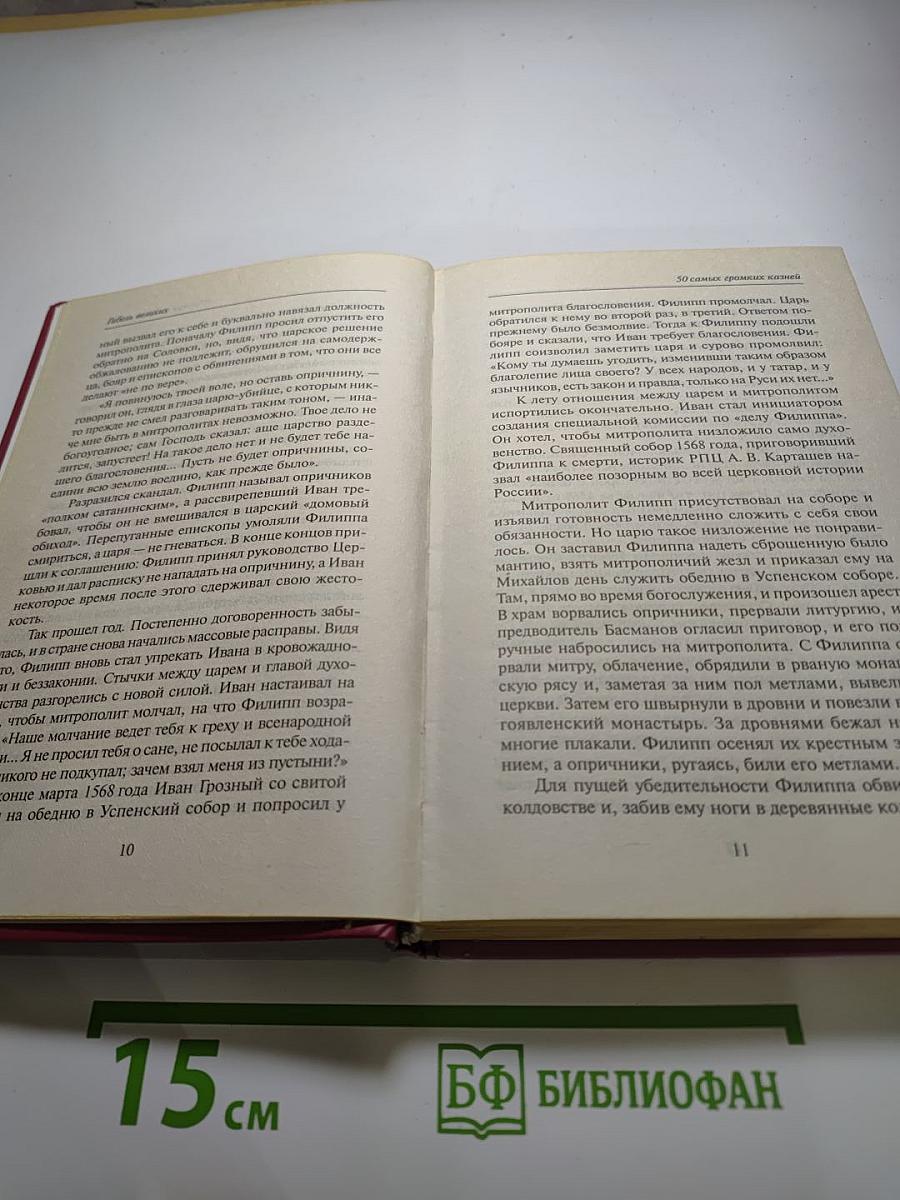 Гибель великих
ный вызвал его к себе и буквально навязал должность
митрополита. Поначалу Филипп просил отпустить его
обратно на Соловки, но, видя, что царское решение
обжалованию не подлежит, обрушился на самодерж-
ца, бояр и епископов с обвинениями в том, что они все
делают «не по вере».
«Я повинуюсь твоей воле, но оставь опричнину, —
говорил он, глядя в глаза царю-убийце, с которым ник-
то прежде не смел разговаривать таким тоном, — ина-
че мне быть в митрополитах невозможно. Твое дело не
богоугодное; сам Господь сказал: аще царство разде-
лится, запустеет! На такое дело нет и не будет тебе на-
шего благословения... Пусть не будет опричнины, со-
едини всю землю воедино, как прежде было».
Разразился скандал. Филипп называл опричников
«полком сатанинским», а рассвирепевший Иван тре-
бовал, чтобы он не вмешивался в царский «домовый
обиход». Перепуганные епископы умоляли Филиппа
смириться, а царя — не гневаться. В конце концов при-
шли к соглашению: Филипп принял руководство Цер-
ковью и дал расписку не нападать на опричнину, а Иван
некоторое время после этого сдерживал свою жесто-
кость.
Так прошел год. Постепенно договоренность забы-
лась, и в стране снова начались массовые расправы. Видя
то, Филипп вновь стал упрекать Ивана в кровожадно-
и и беззаконии. Стычки между царем и главой духо-
нства разгорелись с новой силой. Иван настаивал на
, чтобы митрополит молчал, на что Филипп возра-
«Наше молчание ведет тебя к греху и всенародной
и... Я не просил тебя о сане, не посылал к тебе хода-
никого не подкупал; зачем взял меня из пустыни?»
конце марта 1568 года Иван Грозный со свитой
на обедню в Успенский собор и попросил у
10
50 самых громких казней
митрополита благословения. Филипп промолчал. Царь
обратился к нему во второй раз, в третий. Ответом по-
прежнему было безмолвие. Тогда к Филиппу подошли
бояре и сказали, что Иван требует благословения. Фи-
липп соизволил заметить царя и сурово промолвил:
«Кому ты думаешь угодить, изменивши таким образом
благолепие лица своего? У всех народов, и у татар, и у
язычников, есть закон и правда, только на Руси их нет...»
К лету отношения между царем и митрополитом
испортились окончательно. Иван стал инициатором
создания специальной комиссии по «делу Филиппа».
Он хотел, чтобы митрополита низложило само духо-
венство. Священный собор 1568 года, приговоривший
Филиппа к смерти, историк РПЦ А. В. Карташев на-
звал «наиболее позорным во всей церковной истории
России».
Митрополит Филипп присутствовал на соборе и
изъявил готовность немедленно сложить с себя свои
обязанности. Но царю такое низложение не понрави-
лось. Он заставил Филиппа надеть сброшенную было
мантию, взять митрополичий жезл и приказал ему на
Михайлов день служить обедню в Успенском соборе.
Там, прямо во время богослужения, и произошел арест
В храм ворвались опричники, прервали литургию, и
предводитель Басманов огласил приговор, и его по
ручные набросились на митрополита. С Филиппа с
рвали митру, облачение, обрядили в рваную мона
скую рясу и, заметая за ним пол метлами, вывел
церкви. Затем его швырнули в дровни и повезли в
гоявленский монастырь. За дровнями бежал н
многие плакали. Филипп осенял их крестным з
нием, а опричники, ругаясь, били его метлами.
Для пущей убедительности Филиппа обви
колдовстве и, забив ему ноги в деревянные ко
11
15 см
БФ БИБЛИОФАН